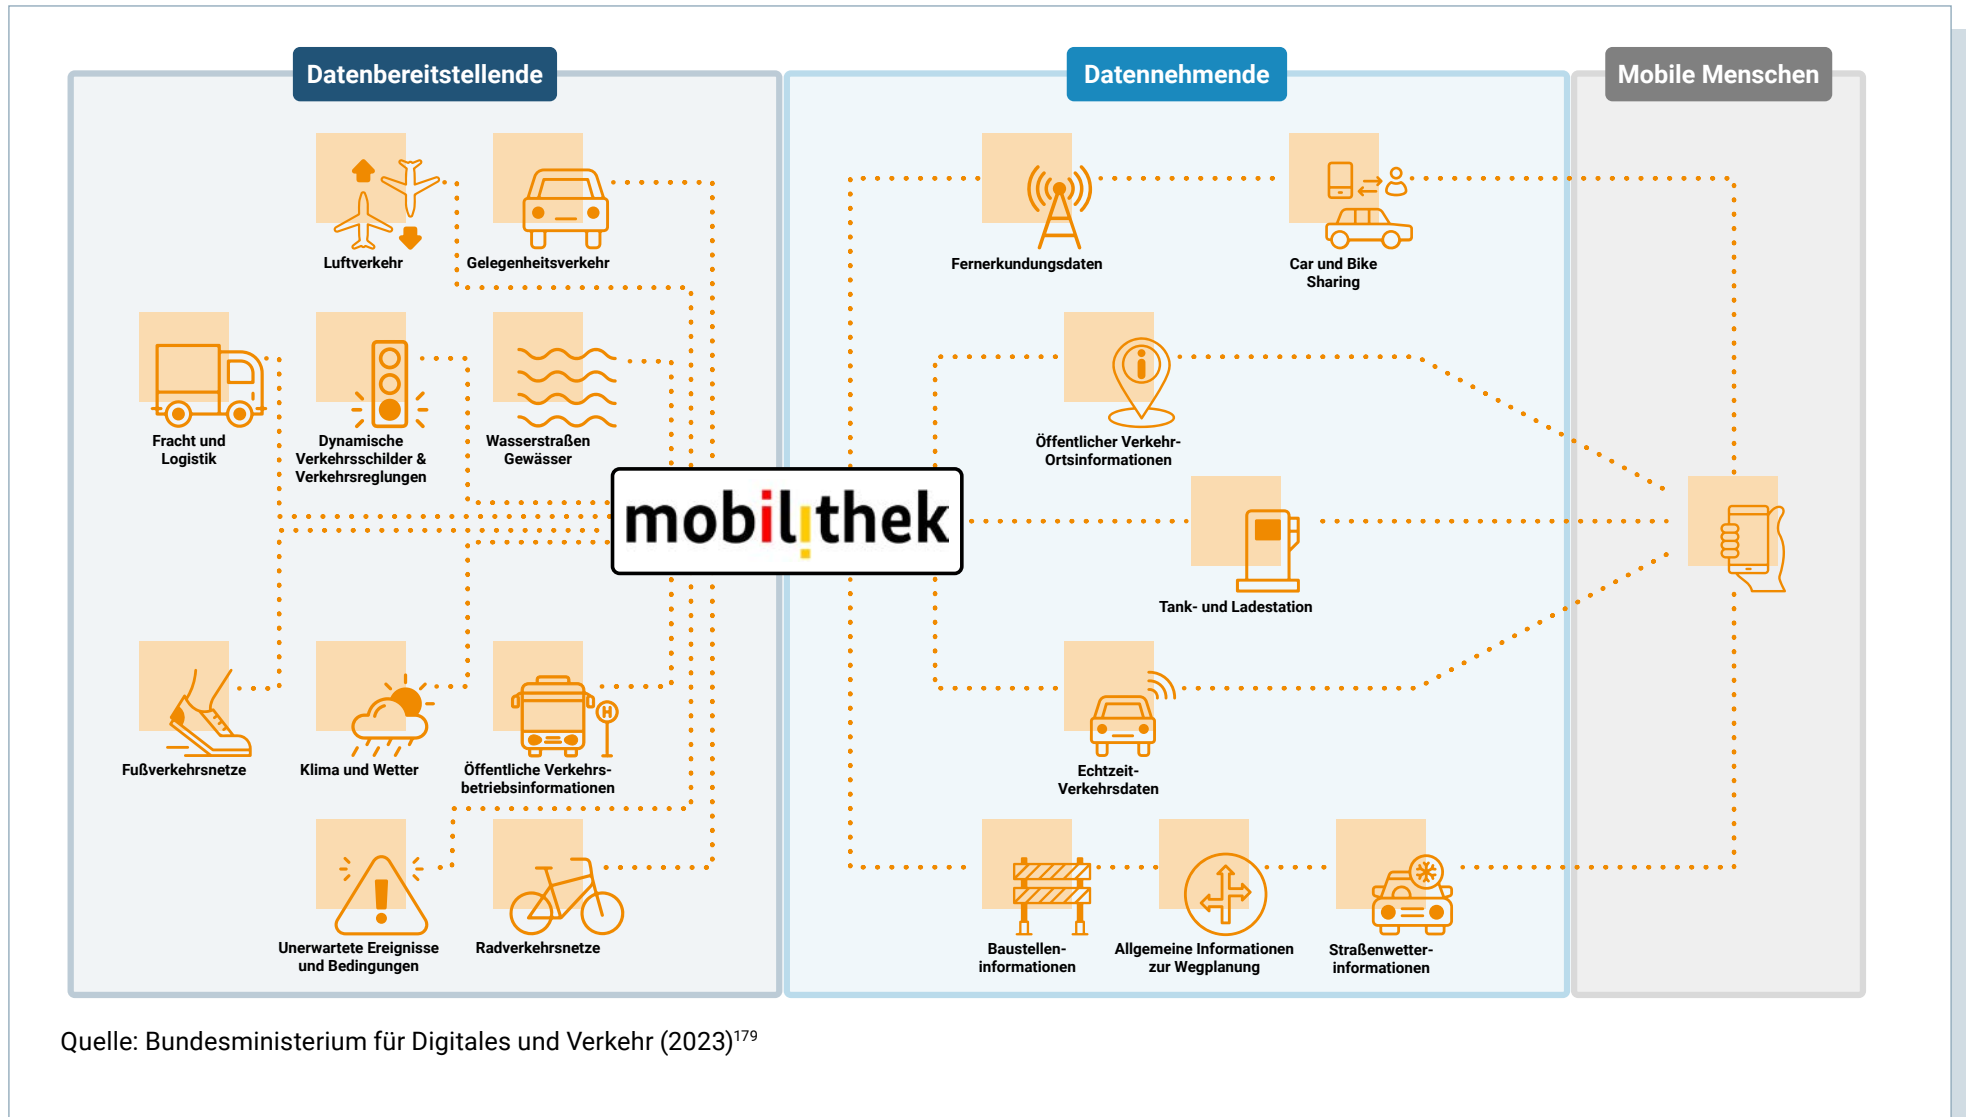 Datenbereitstellende
Datennehmende
Mobile Menschen
Luftverkehr
Gelegenheitsverkehr
Fernerkundungsdaten
Car und Bike
Sharing
Fracht und
Logistik
Dynamische
Verkehrsschilder &
Verkehrsreglungen
Wasserstraßen
Gewässer
Öffentlicher Verkehr-
Ortsinformationen
mobilithek
Tank- und Ladestation
Fußverkehrsnetze
Klima und Wetter
H
Öffentliche Verkehrs-
betriebsinformationen
Echtzeit-
Verkehrsdaten
Unerwartete Ereignisse
und Bedingungen
Radverkehrsnetze
Baustellen-
informationen
Allgemeine Informationen
zur Wegplanung
Straßenwetter-
informationen
Quelle: Bundesministerium für Digitales und Verkehr (2023)179